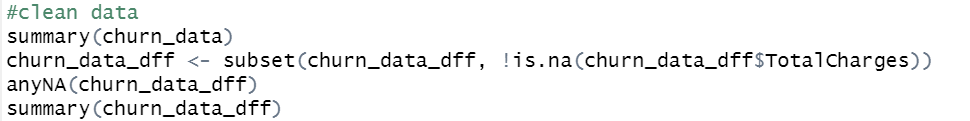 #clean data
summary(churn_data)
churn_data_dff <- subset(churn_data_dff, !is.na(churn_data_dff$TotalCharges))
anyNA(churn_data_dff)
summary(churn_data_dff)